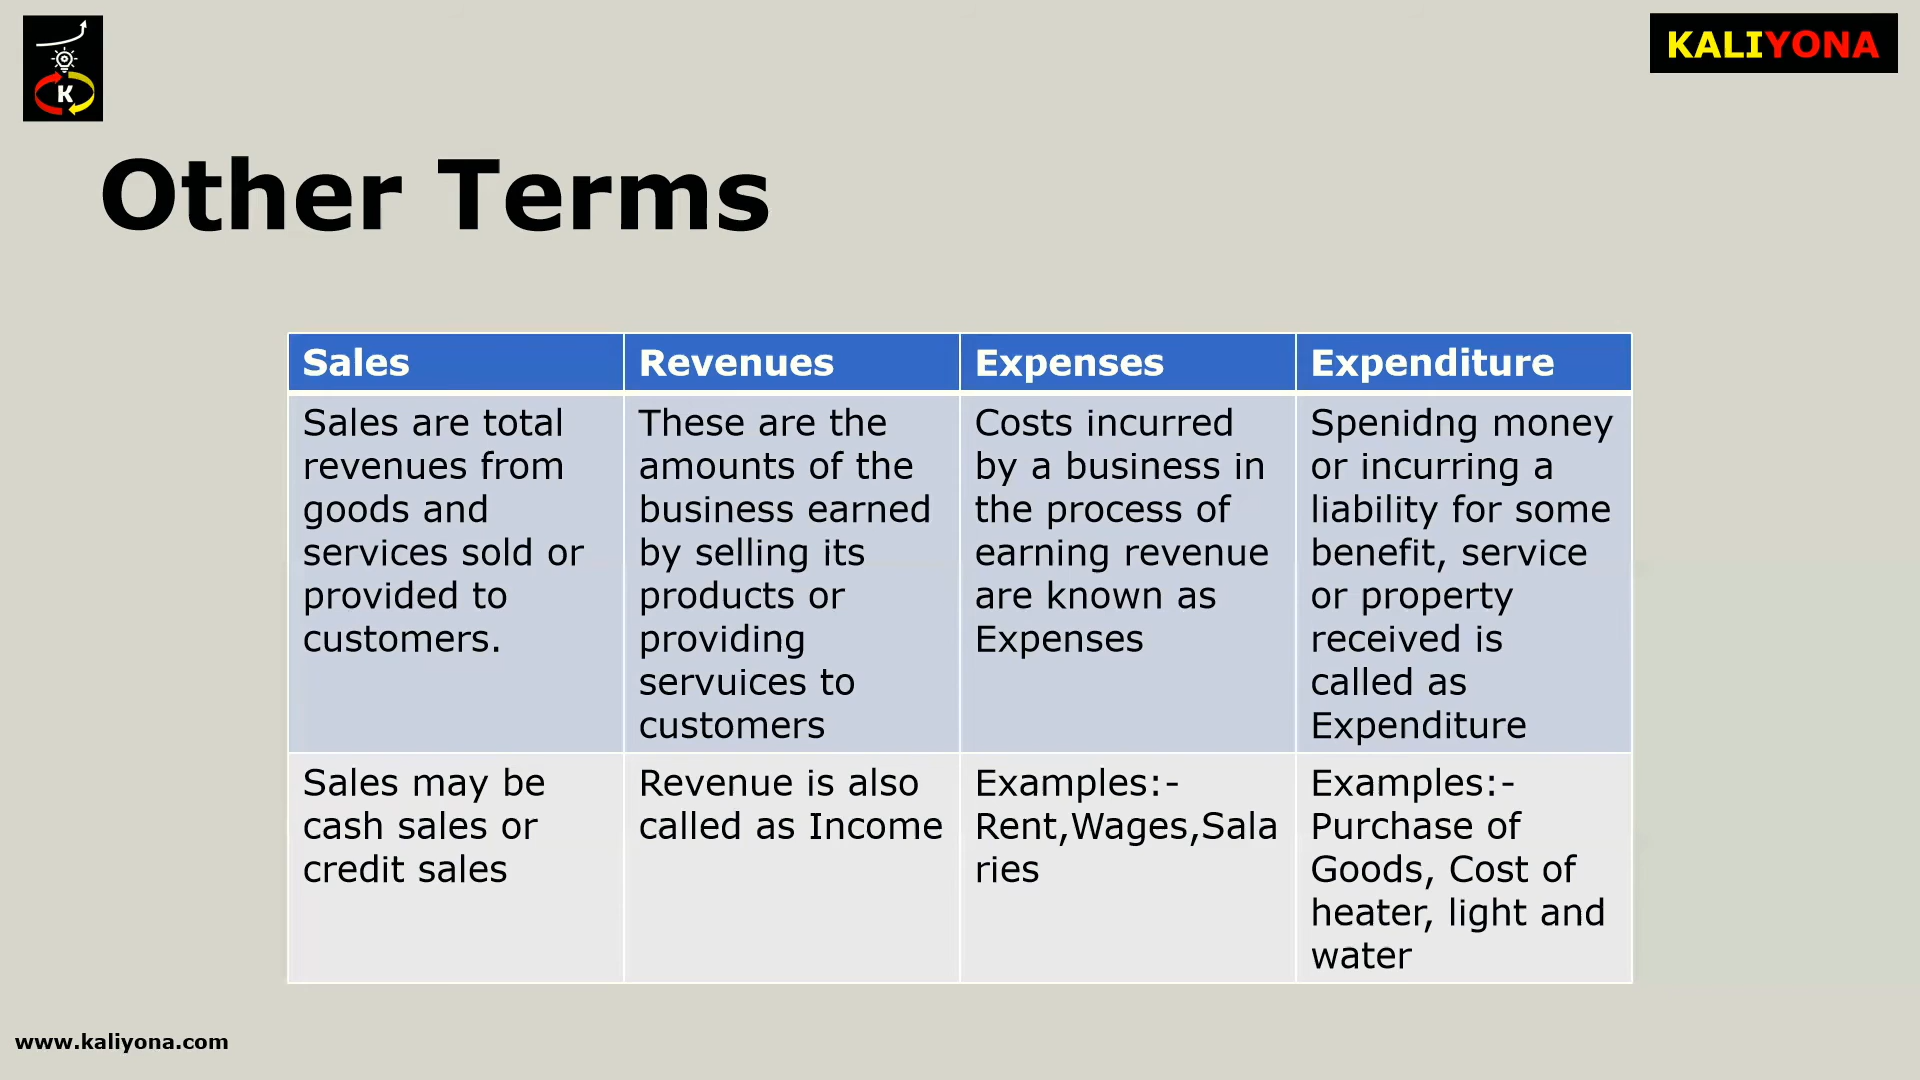 K
KALIYONA
Other Terms
Sales
Sales are total
revenues from
goods and
services sold or
provided to
customers.
Sales may be
cash sales or
credit sales
Revenues
These are the
amounts of the
business earned
by selling its
products or
providing
servuices to
customers
Revenue is also
called as Income
Expenses
Costs incurred
by a business in
the process of
earning revenue
are known as
Expenses
Examples:-
Rent,Wages,Sala
ries
Expenditure
Spenidng money
or incurring a
liability for some
benefit, service
or property
received is
called as
Expenditure
Examples:-
Purchase of
Goods, Cost of
heater, light and
water
www.kaliyona.com